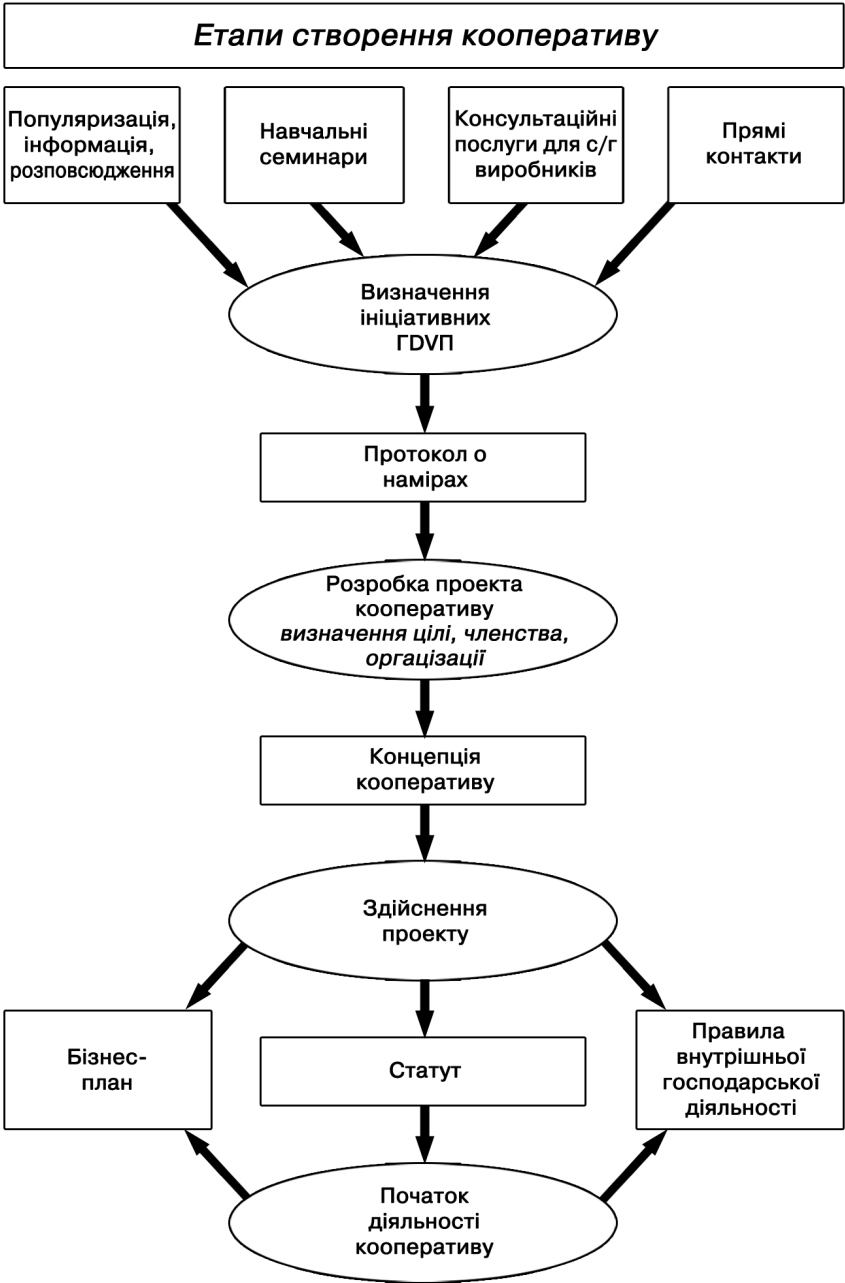 Етапи створення кооперативу
Популяризація,
інформація,
розповсюдження
Навчальні
семинари
Консультаційні
послуги для с/г
виробників
Прямі
контакти
Визначення
ініціативних
ГDVП
Протокол о
намірах
Розробка проекта
кооперативу
визначення цілі, членства,
оргацізації
Концепція
кооперативу
Здійснення
проекту
Бізнес-
план
Статут
Правила
внутрішньої
господарської
діяльності
Початок
діяльності
кооперативу